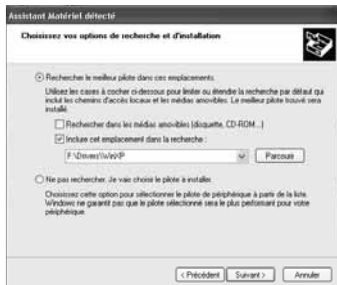 Assistant Matériel détecté
Choisissez vos options de recherche et d'installation
Rechercher le meilleur pilote dans ces emplacements.
Utilisez les cases à cocher ci-dessous pour limiter ou étendre la recherche par défaut qui
inclut les chemins d'accès locaux et les médias amovibles. Le meilleur pilote trouvé sera
installé.
Rechercher dans les médias amovibles (disquette, CD-ROM...)
Inclure cet emplacement dans la recherche :
F:\Drivers\WinXP
Parcourir
Ne pas rechercher. Je vais choisir le pilote à installer.
Choisissez cette option pour sélectionner le pilote de périphérique à partir de la liste.
Windows ne garantit pas que le pilote sélectionné sera le plus performant pour votre
périphérique.
< Précédent
Suivant >
Annuler